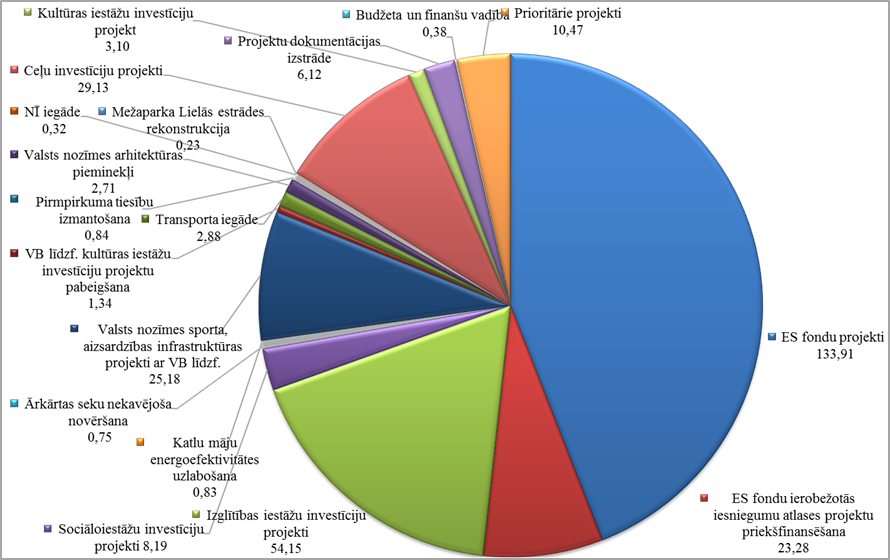 Kultūras iestāžu investīciju
projekt
3,10
Budžeta un finanšu vadība
0,38
Prioritārie projekti
10,47
Projektu dokumentācijas
izstrāde
6,12
Ceļu investīciju projekti
29,13
NĪ iegāde
0,32
Mežaparka Lielās estrādes
rekonstrukcija
0,23
Valsts nozīmes arhitektūras
pieminekļi
2,71
Pirmpirkuma tiesību
izmantošana
0,84
Transporta iegāde
2,88
VB līdzf. kultūras iestāžu
investīciju projektu
pabeigšana
1,34
Valsts nozīmes sporta,
aizsardzības infrastruktūras
projekti ar VB līdzf.
25,18
ES fondu projekti
133,91
Ārkārtas seku nekavējoša
novēršana
0,75
Katlu māju
energoefektivitātes
uzlabošana
0,83
ES fondu ierobežotās
iesniegumu atlases projektu
priekšfinansēšana
23,28
Izglītības iestāžu investīciju
projekti
54,15
Sociāloiestāžu investīciju
projekti 8,19